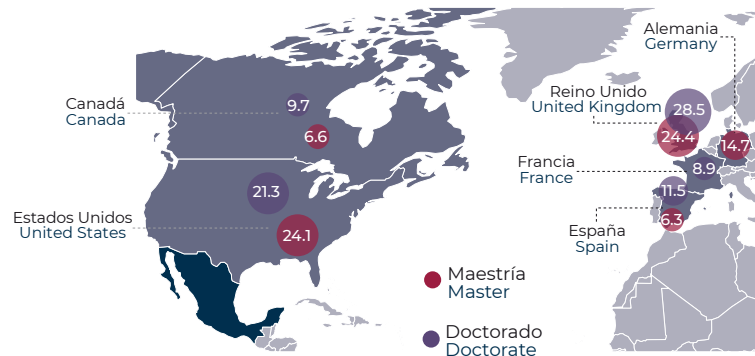 Alemania
Germany
Reino Unido
United Kingdom
28.5
24.4
14.7
Canadá
Canada
9.7
6.6
Francia
France
8.9
21.3
11.5
Estados Unidos
United States
24.1
España
Spain
6.3
Maestría
Master
Doctorado
Doctorate